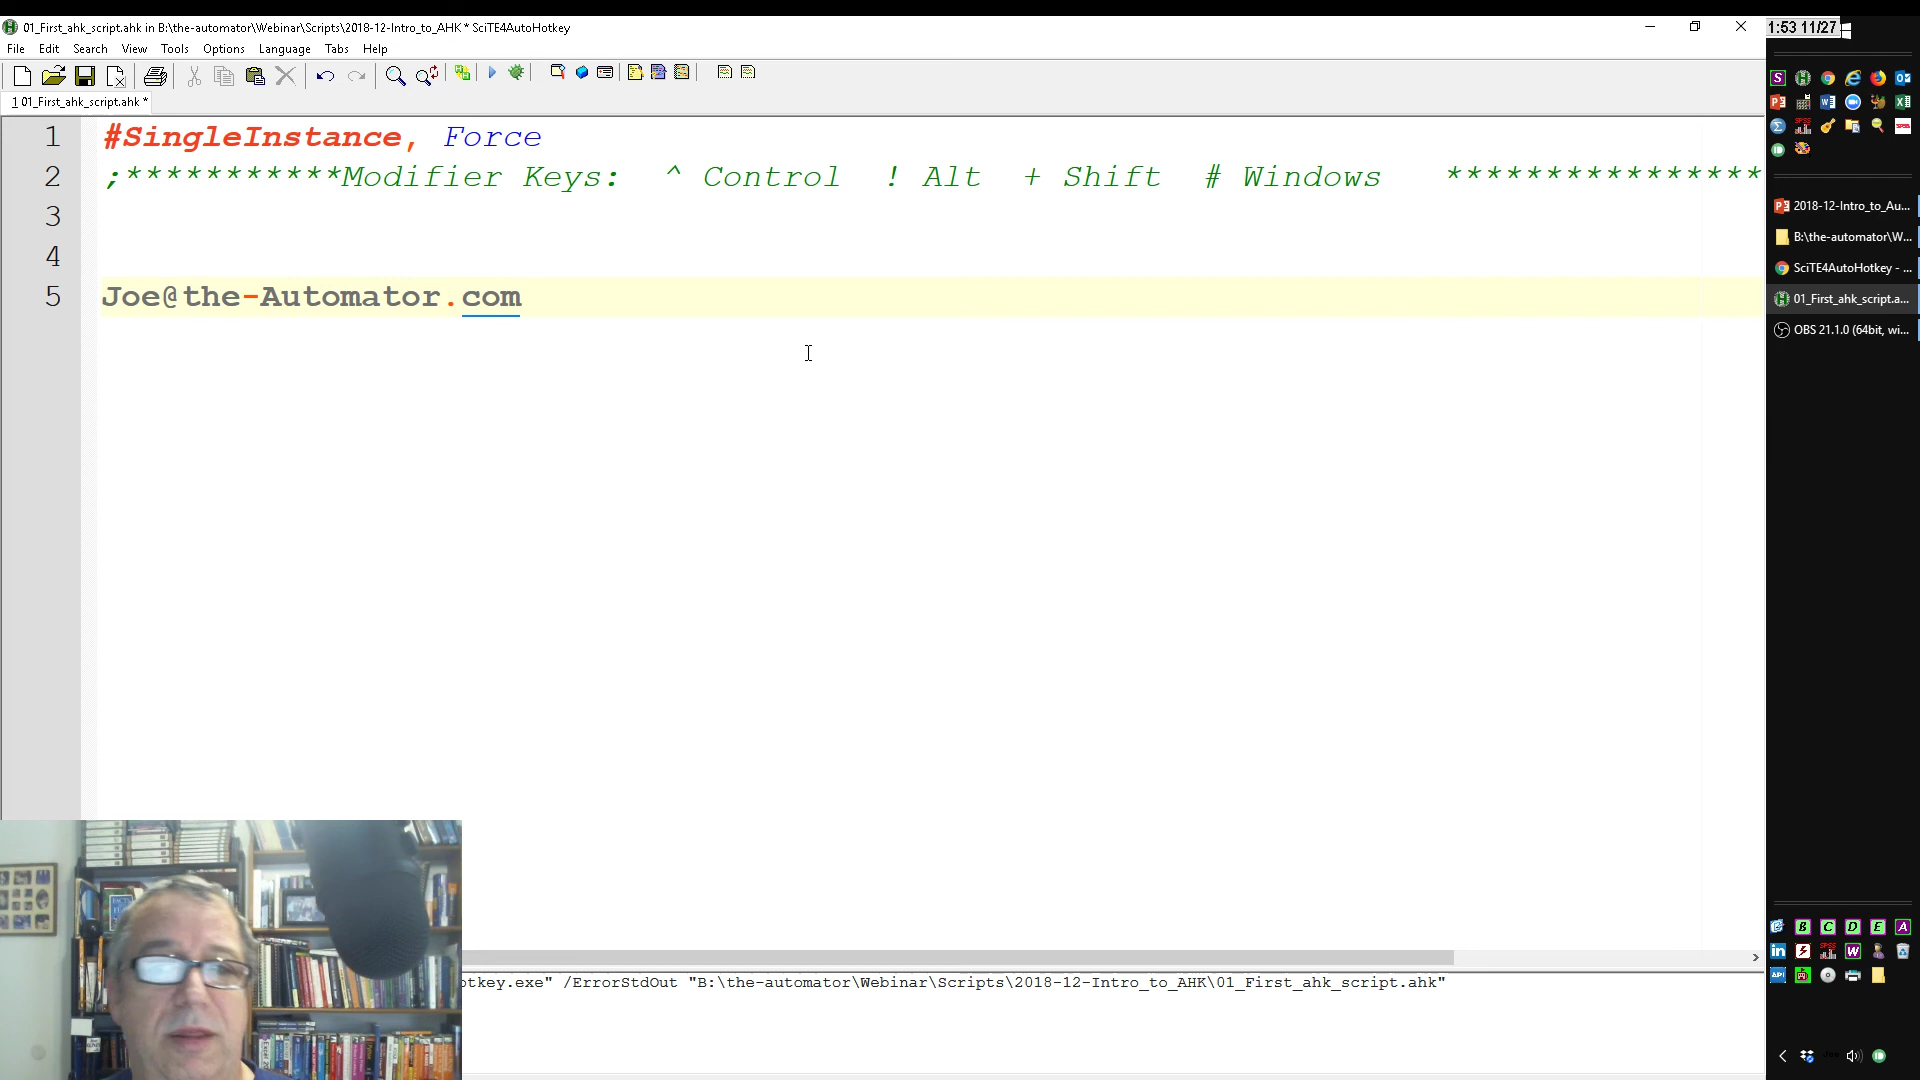 01_First_ahk_script.ahk in B:\the-automator\Webinar\Scripts\2018-12-Intro_to_AHK * SciTE4AutoHotkey
1:53 11/27
File Edit Search View Tools Options Language Tabs Help
1 01_First_ahk_script.ahk *
1 #SingleInstance, Force
2 ;***********Modifier Keys:  ^ Control  ! Alt  + Shift  # Windows   ****************
3
4
5 Joe@the-Automator.com
2018-12-Intro_to_Au...
B:\the-automator\W...
SciTE4AutoHotkey - ...
01_First_ahk_script.a...
OBS 21.1.0 (64bit, wi...
B C D E A
otkey.exe" /ErrorStdOut "B:\the-automator\Webinar\Scripts\2018-12-Intro_to_AHK\01_First_ahk_script.ahk"
in W
API